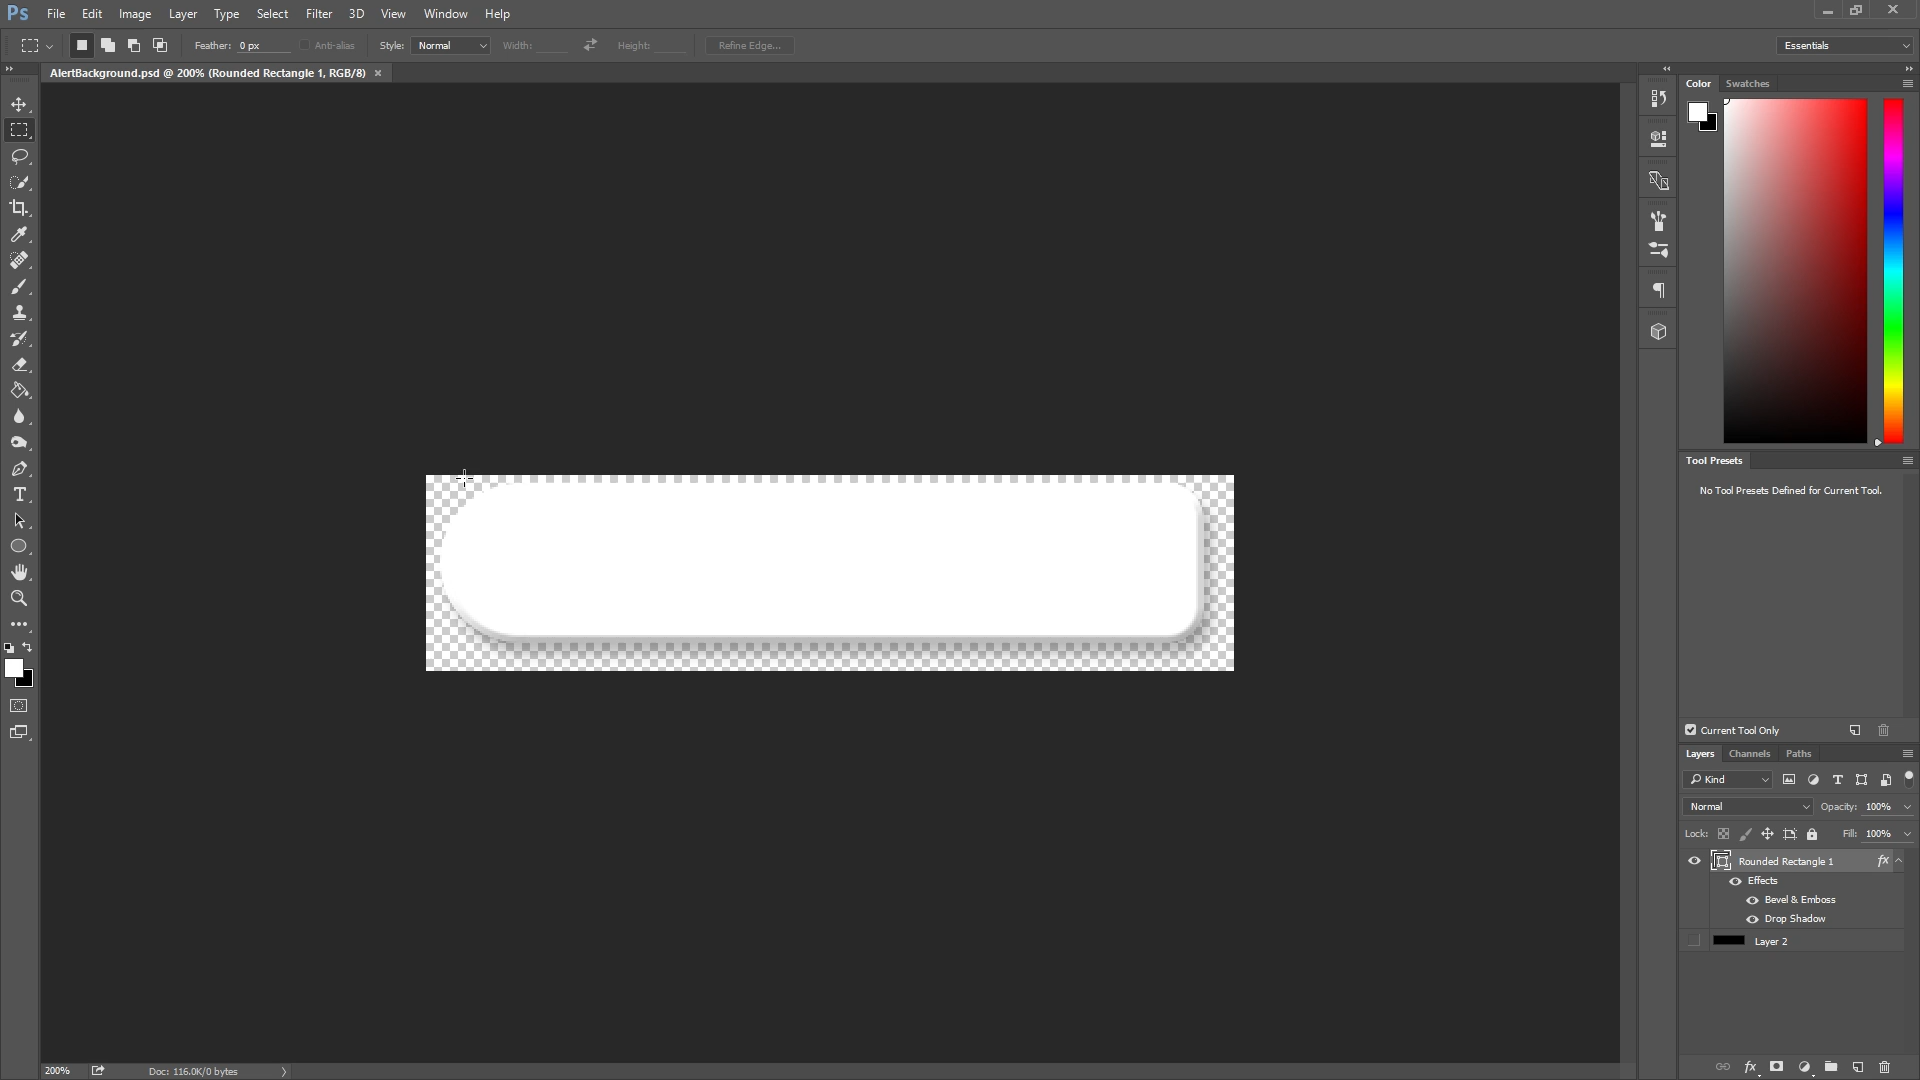 Ps File Edit Image Layer Type Select Filter 3D View Window Help
Feather: 0 px Anti-alias Style: Normal Width: Height: Refine Edge... Essentials
AlertBackground.psd @ 200% (Rounded Rectangle 1, RGB/8) ×
Color Swatches
Tool Presets
No Tool Presets Defined for Current Tool.
Current Tool Only
Layers Channels Paths
Kind
Normal Opacity: 100%
Lock: Fill: 100%
Rounded Rectangle 1 fx
Effects
Bevel & Emboss
Drop Shadow
Layer 2
fx
200% Doc: 116.0K/0 bytes